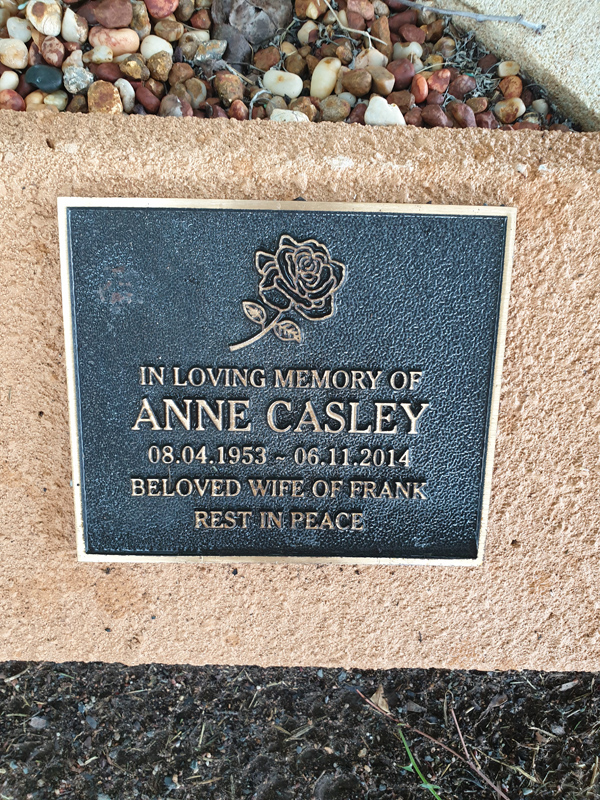 IN LOVING MEMORY OF
ANNE CASLEY
08.04.1953 ~ 06.11.2014
BELOVED WIFE OF FRANK
REST IN PEACE